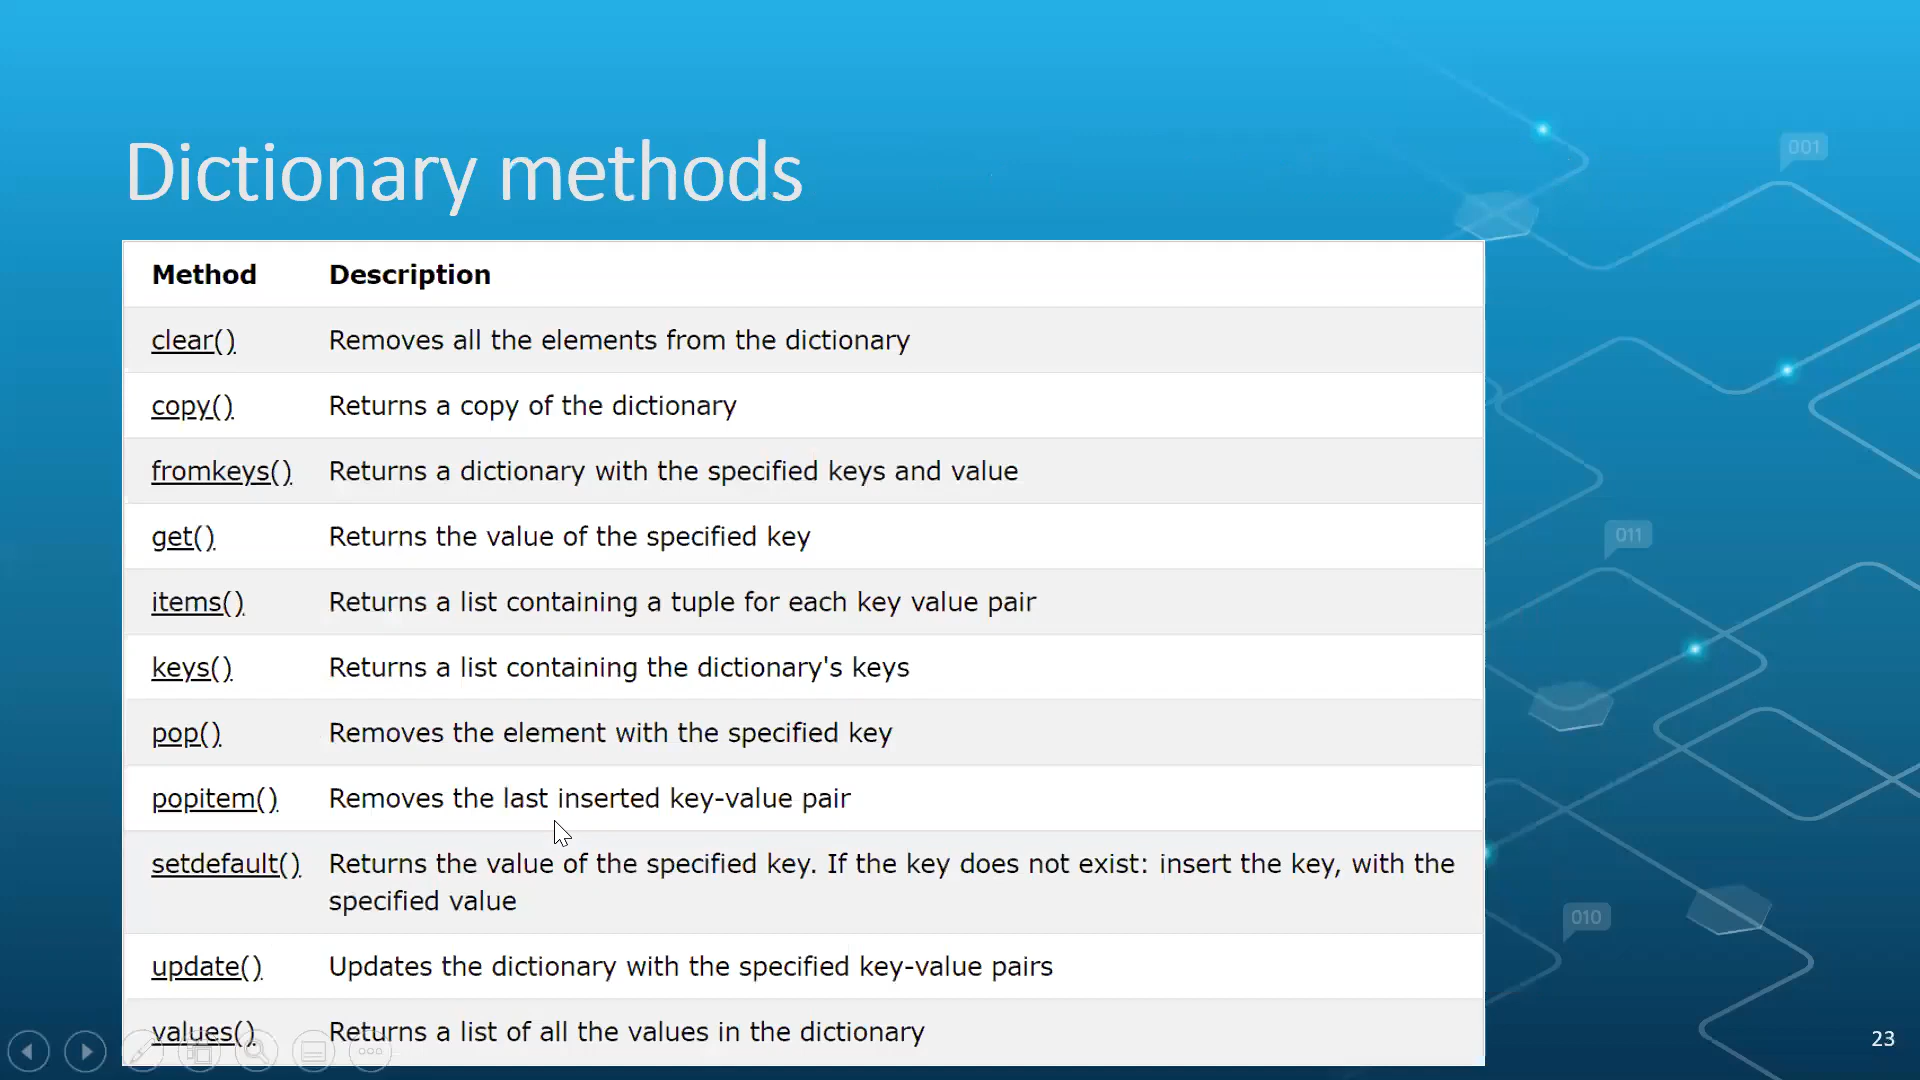 001
Dictionary methods
Method Description
clear() Removes all the elements from the dictionary
copy() Returns a copy of the dictionary
fromkeys() Returns a dictionary with the specified keys and value
get() Returns the value of the specified key
011
items() Returns a list containing a tuple for each key value pair
keys() Returns a list containing the dictionary's keys
pop() Removes the element with the specified key
popitem() Removes the last inserted key-value pair
setdefault() Returns the value of the specified key. If the key does not exist: insert the key, with the
specified value
010
update() Updates the dictionary with the specified key-value pairs
values() Returns a list of all the values in the dictionary
23